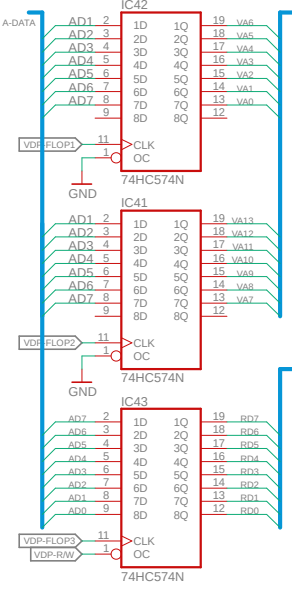 IC42
A-DATA AD1 2 1D 1Q 19 VA6
AD2 3 2D 2Q 18 VA5
AD3 4 3D 3Q 17 VA4
AD4 5 4D 4Q 16 VA3
AD5 6 5D 5Q 15 VA2
AD6 7 6D 6Q 14 VA1
AD7 8 7D 7Q 13 VA0
9 8D 8Q 12
VDP-FLOP1 11 CLK
1 OC
GND
74HC574N
IC41
AD1 2 1D 1Q 19 VA13
AD2 3 2D 2Q 18 VA12
AD3 4 3D 3Q 17 VA11
AD4 5 4D 4Q 16 VA10
AD5 6 5D 5Q 15 VA9
AD6 7 6D 6Q 14 VA8
AD7 8 7D 7Q 13 VA7
9 8D 8Q 12
VDP-FLOP2 11 CLK
1 OC
GND
74HC574N
IC43
AD7 2 1D 1Q 19 RD7
AD6 3 2D 2Q 18 RD6
AD5 4 3D 3Q 17 RD5
AD4 5 4D 4Q 16 RD4
AD3 6 5D 5Q 15 RD3
AD2 7 6D 6Q 14 RD2
AD1 8 7D 7Q 13 RD1
AD0 9 8D 8Q 12 RD0
VDP-FLOP3 11 CLK
VDP-R/W 1 OC
74HC574N